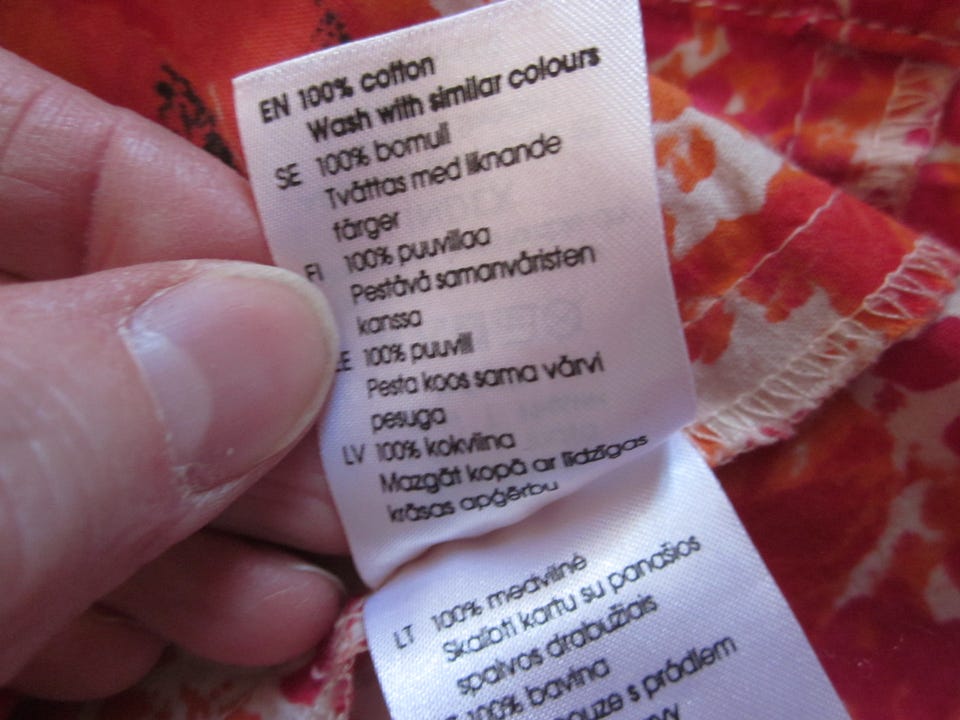 EN 100% cotton
Wash with similar colours
SE 100% bomull
Tvättas med liknande
färger
FI 100% puuvillaa
Pestävä samanväristen
kanssa
EE 100% puuvill
Pesta koos sama värvi
pesuga
LV 100% kokvilna
Mazgāt kopā ar līdzīgas
krāsas apģērbu
LT 100% medvilnė
Skalbti kartu su panašios
spalvos drabužiais
100% bavlna
s prádlem